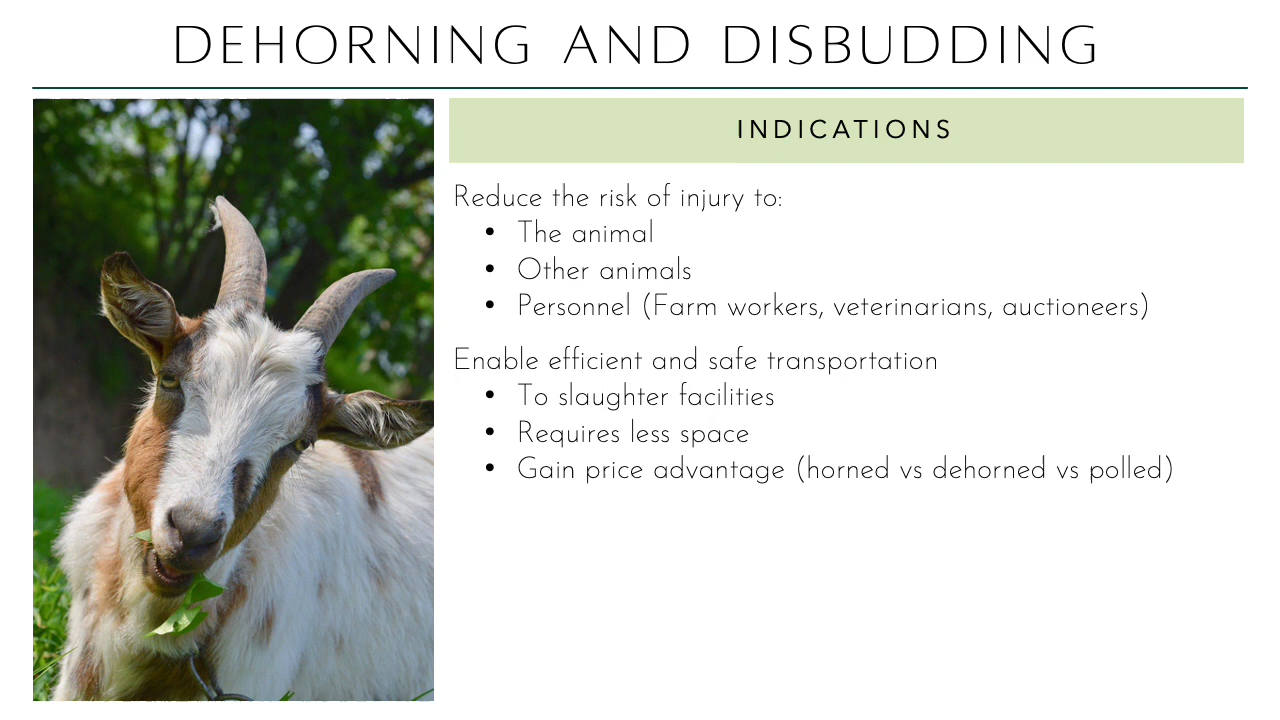 DEHORNING AND DISBUDDING
INDICATIONS
Reduce the risk of injury to:
• The animal
• Other animals
• Personnel (Farm workers, veterinarians, auctioneers)
Enable efficient and safe transportation
• To slaughter facilities
• Requires less space
• Gain price advantage (horned vs dehorned vs polled)